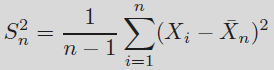 $S_n^2 = \frac{1}{n-1} \sum_{i=1}^{n} (X_i - \bar{X}_n)^2$